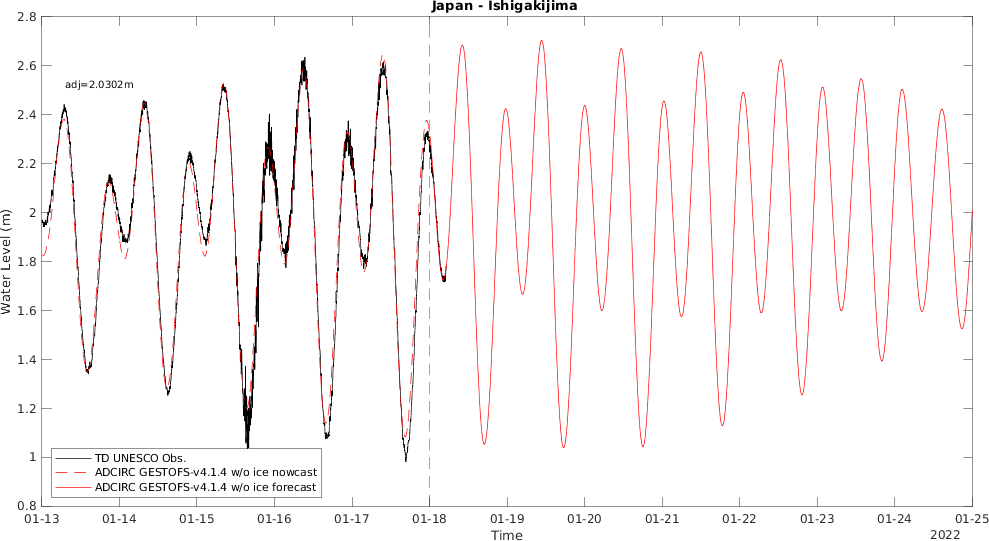 Japan - Ishigakijima
2.8
2.6
2.4
2.2
2
1.8
1.6
1.4
1.2
1
0.8
Water Level (m)
adj=2.0302m
TD UNESCO Obs.
ADCIRC GESTOFS-v4.1.4 w/o ice nowcast
ADCIRC GESTOFS-v4.1.4 w/o ice forecast
01-13 01-14 01-15 01-16 01-17 01-18 01-19 01-20 01-21 01-22 01-23 01-24 01-25
Time
2022